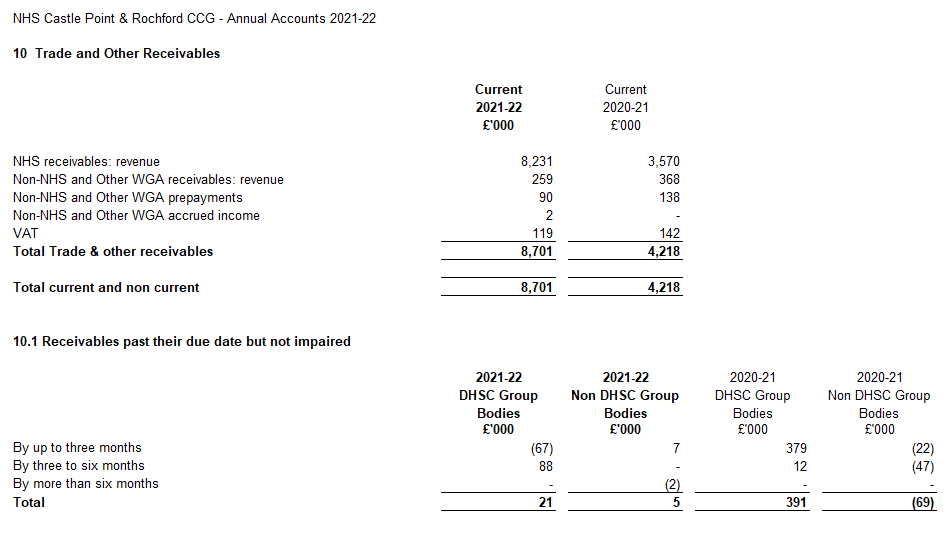 NHS Castle Point & Rochford CCG - Annual Accounts 2021-22
10 Trade and Other Receivables
Current Current
2021-22 2020-21
£'000 £'000
NHS receivables: revenue 8,231 3,570
Non-NHS and Other WGA receivables: revenue 259 368
Non-NHS and Other WGA prepayments 90 138
Non-NHS and Other WGA accrued income 2 -
VAT 119 142
Total Trade & other receivables 8,701 4,218
Total current and non current 8,701 4,218
10.1 Receivables past their due date but not impaired
2021-22 2021-22 2020-21 2020-21
DHSC Group Non DHSC Group DHSC Group Non DHSC Group
Bodies Bodies Bodies Bodies
£'000 £'000 £'000 £'000
By up to three months (67) 7 379 (22)
By three to six months 88 - 12 (47)
By more than six months - (2) - -
Total 21 5 391 (69)